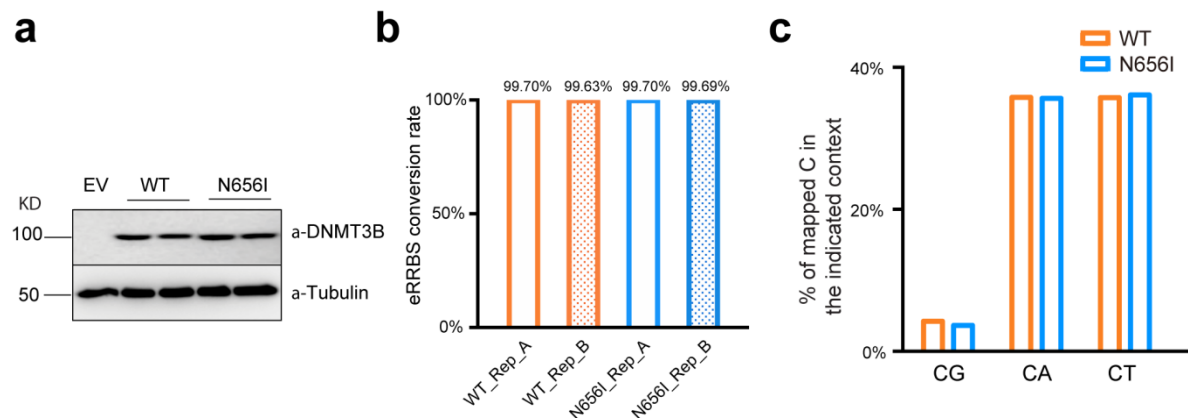 a
EV WT N656I
KD
100 a-DNMT3B
50 a-Tubulin
b
99.70% 99.63% 99.70% 99.69%
100%
50%
0%
eRRBS conversion rate
WT_Rep_A
WT_Rep_B
N656I_Rep_A
N656I_Rep_B
c
WT
N656I
40%
20%
0%
% of mapped C in
the indicated context
CG CA CT